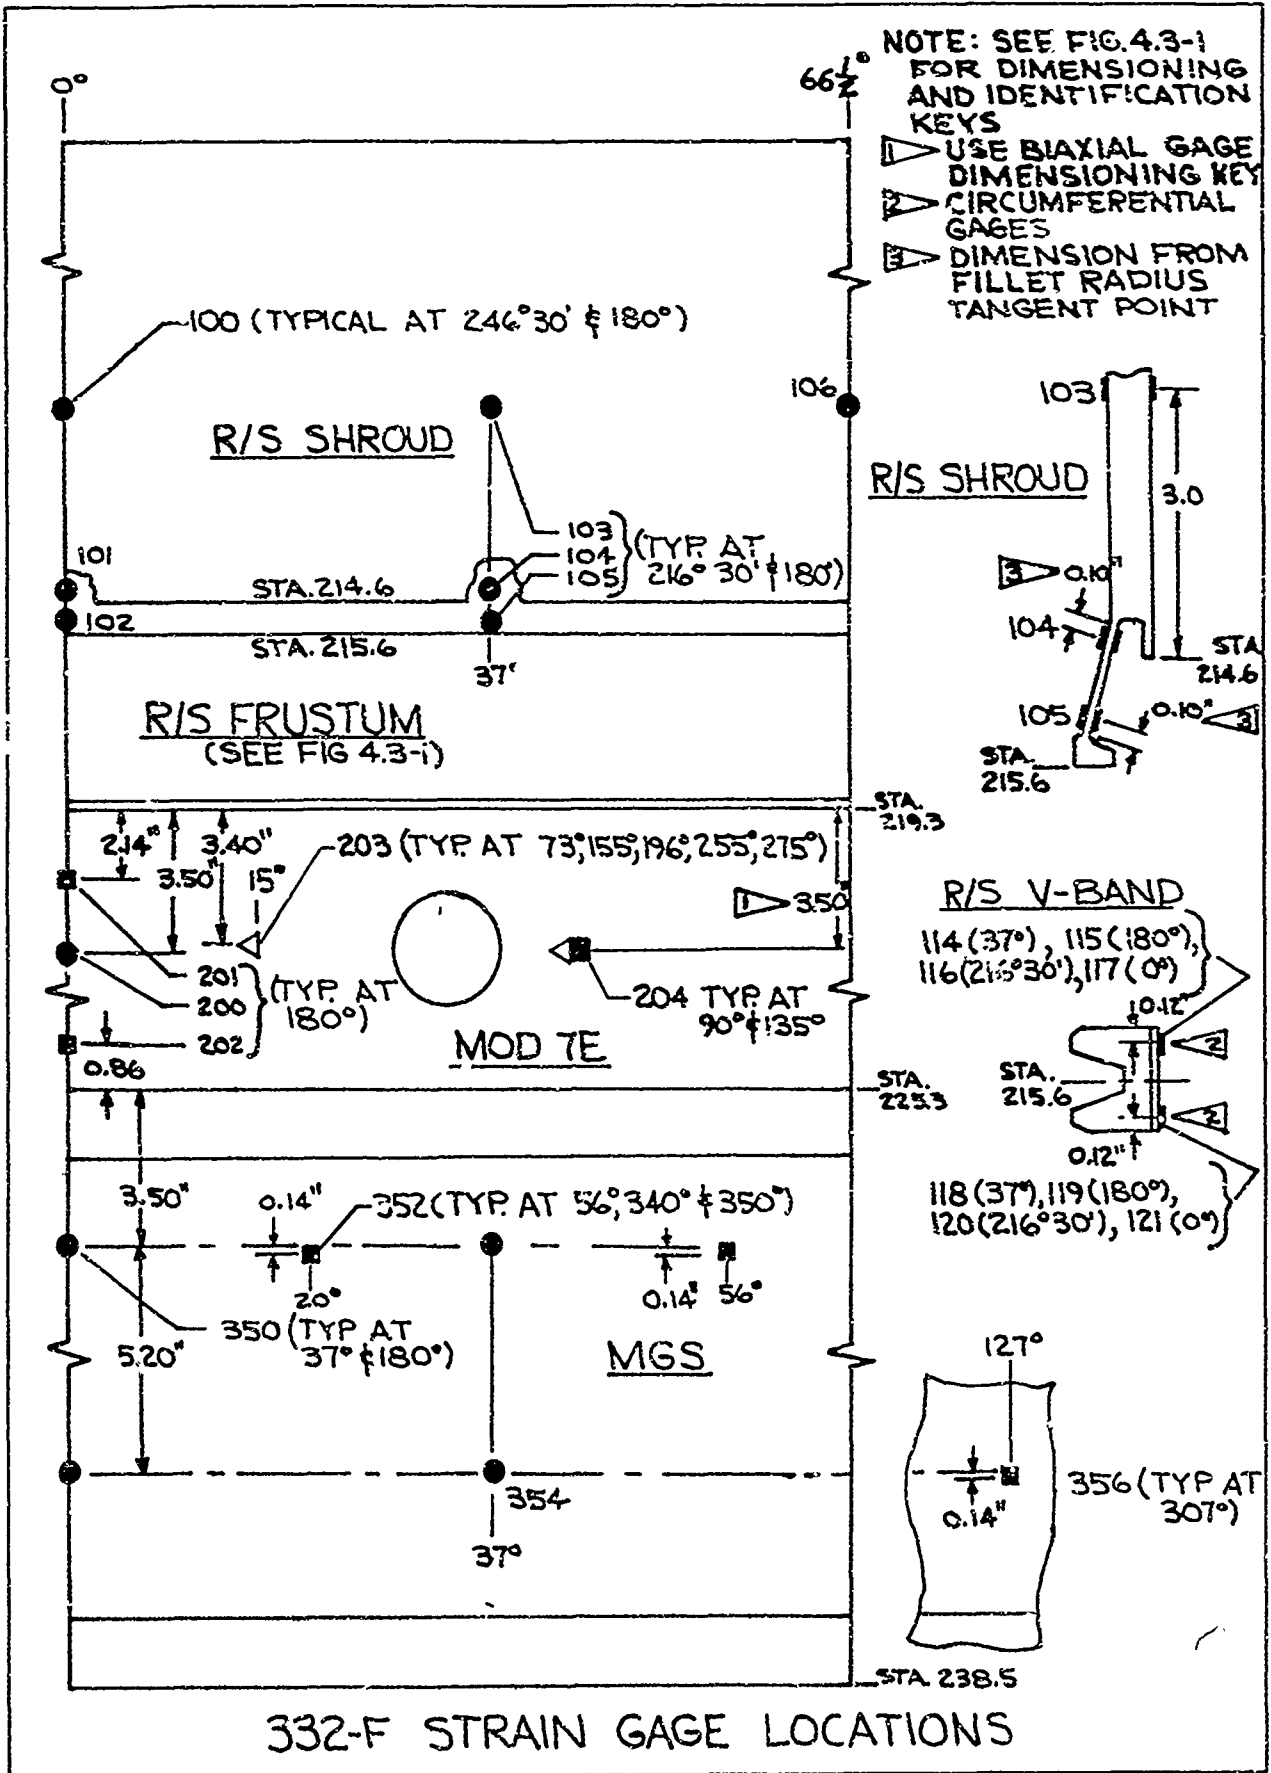 NOTE: SEE FIG. 4.3-1
FOR DIMENSIONING
AND IDENTIFICATION
KEYS
1 USE BIAXIAL GAGE
DIMENSIONING KEY
2 CIRCUMFERENTIAL
GAGES
3 DIMENSION FROM
FILLET RADIUS
TANGENT POINT
0°
66½°
100 (TYPICAL AT 246°30' & 180°)
106
R/S SHROUD
101
102
STA. 214.6
103
104
105
(TYP. AT
216° 30' & 180°)
STA. 215.6
37°
R/S FRUSTUM
(SEE FIG 4.3-1)
103
R/S SHROUD
3.0
3 0.10"
104
STA
214.6
105
0.10" 3
STA.
215.6
STA.
219.3
2.14"
3.50"
3.40"
15°
203 (TYP. AT 73°, 155°, 196°, 255°, 275°)
1 3.50"
201
200
202
(TYP. AT
180°)
204 TYP. AT
90° & 135°
0.86
MOD 7E
STA.
225.3
R/S V-BAND
114 (37°), 115 (180°),
116 (216°30'), 117 (0°)
0.12"
2
STA.
215.6
2
0.12"
118 (37°), 119 (180°),
120 (216°30'), 121 (0°)
3.50"
0.14"
352 (TYP. AT 56°, 340° & 350°)
20°
0.14"
56°
350 (TYP AT
37° & 180°)
5.20"
MGS
354
37°
127°
0.14"
356 (TYP AT
307°)
STA. 238.5
332-F STRAIN GAGE LOCATIONS